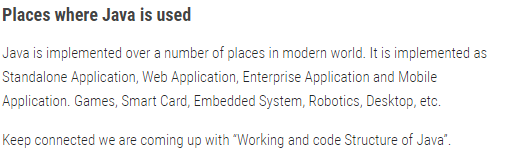 Places where Java is used
Java is implemented over a number of places in modern world. It is implemented as
Standalone Application, Web Application, Enterprise Application and Mobile
Application. Games, Smart Card, Embedded System, Robotics, Desktop, etc.
Keep connected we are coming up with “Working and code Structure of Java”.